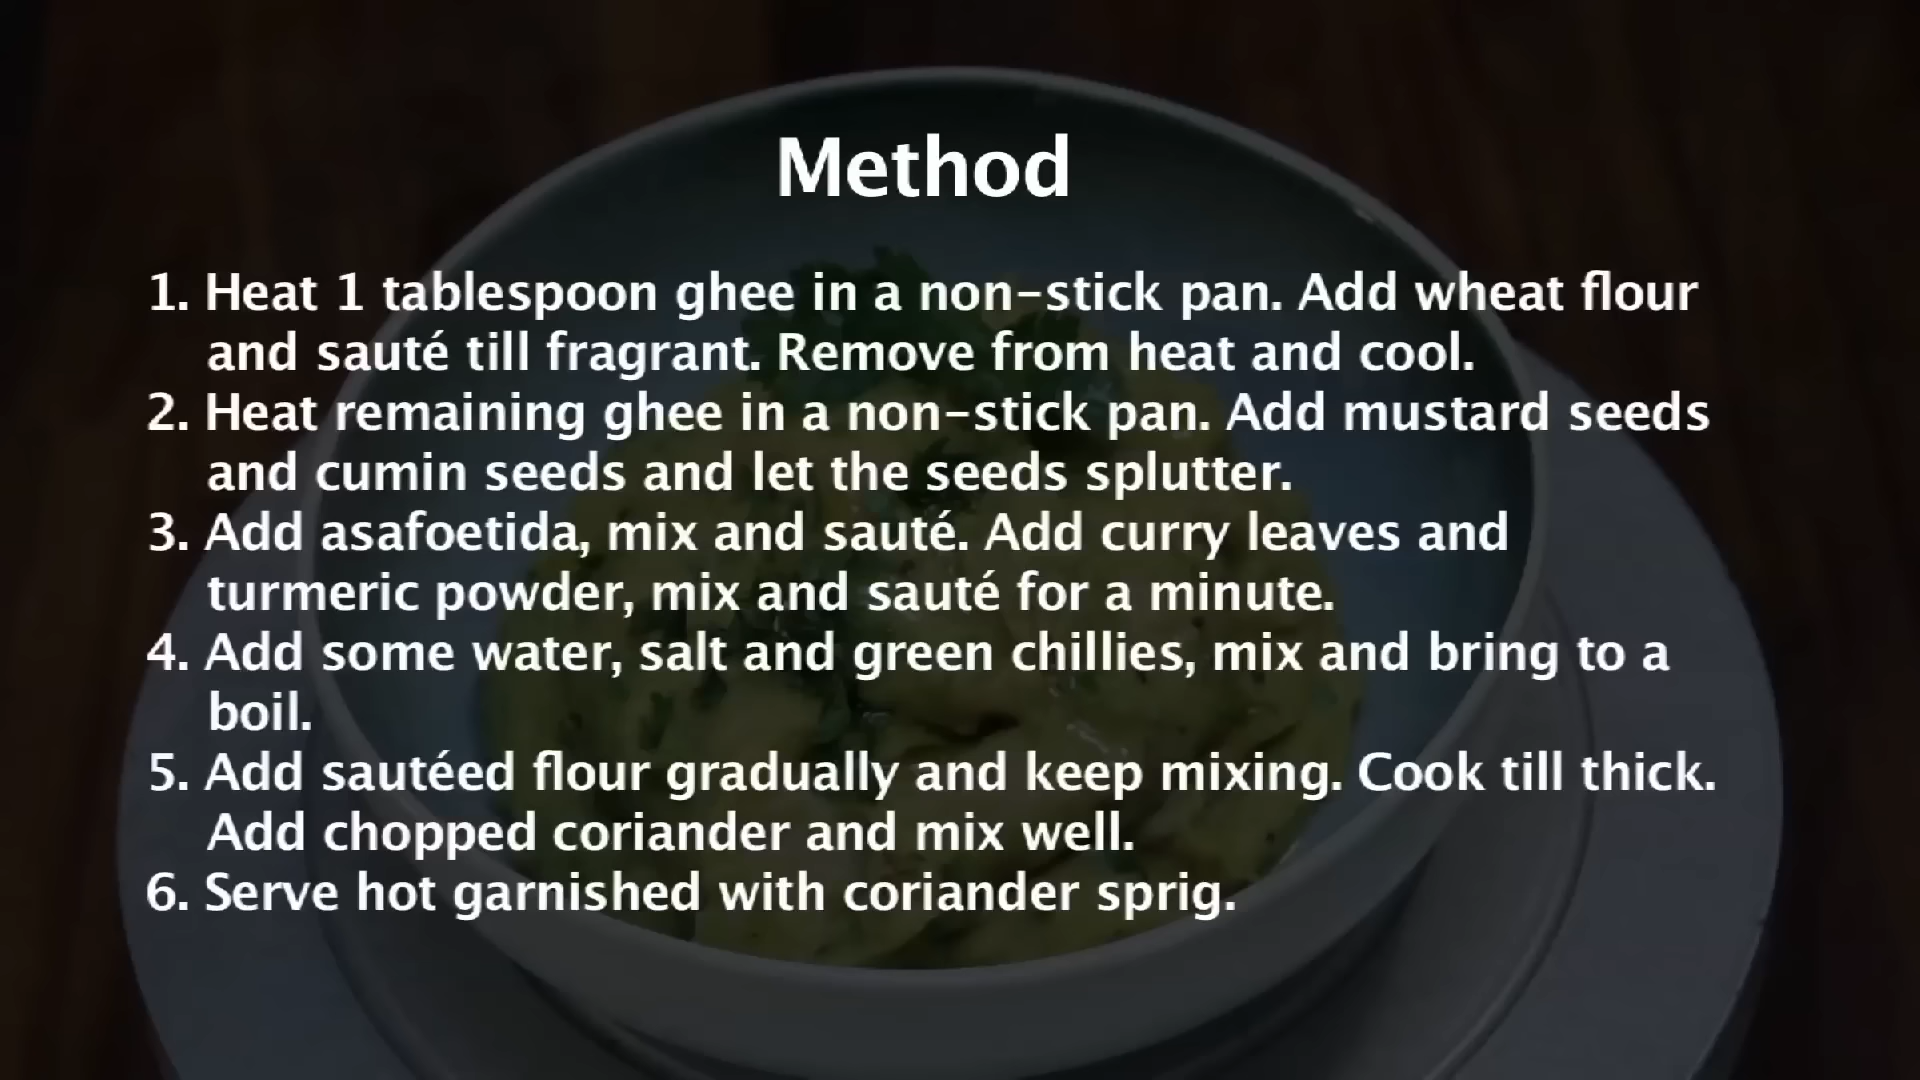 Method
1. Heat 1 tablespoon ghee in a non-stick pan. Add wheat flour
and sauté till fragrant. Remove from heat and cool.
2. Heat remaining ghee in a non-stick pan. Add mustard seeds
and cumin seeds and let the seeds splutter.
3. Add asafoetida, mix and sauté. Add curry leaves and
turmeric powder, mix and sauté for a minute.
4. Add some water, salt and green chillies, mix and bring to a
boil.
5. Add sautéed flour gradually and keep mixing. Cook till thick.
Add chopped coriander and mix well.
6. Serve hot garnished with coriander sprig.